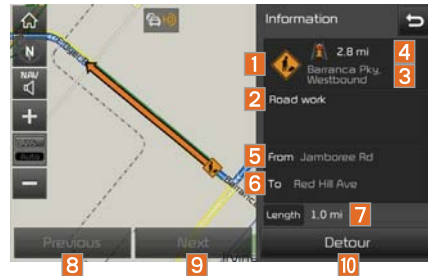 Information
N
1
2.8 mi
4
NAV
Barranca Pky.
Westbound
3
2
Road work
Auto
5
From Jamboree Rd
6
To Red Hill Ave
Length 1.0 mi
7
Previous
Next
Detour
8
9
10